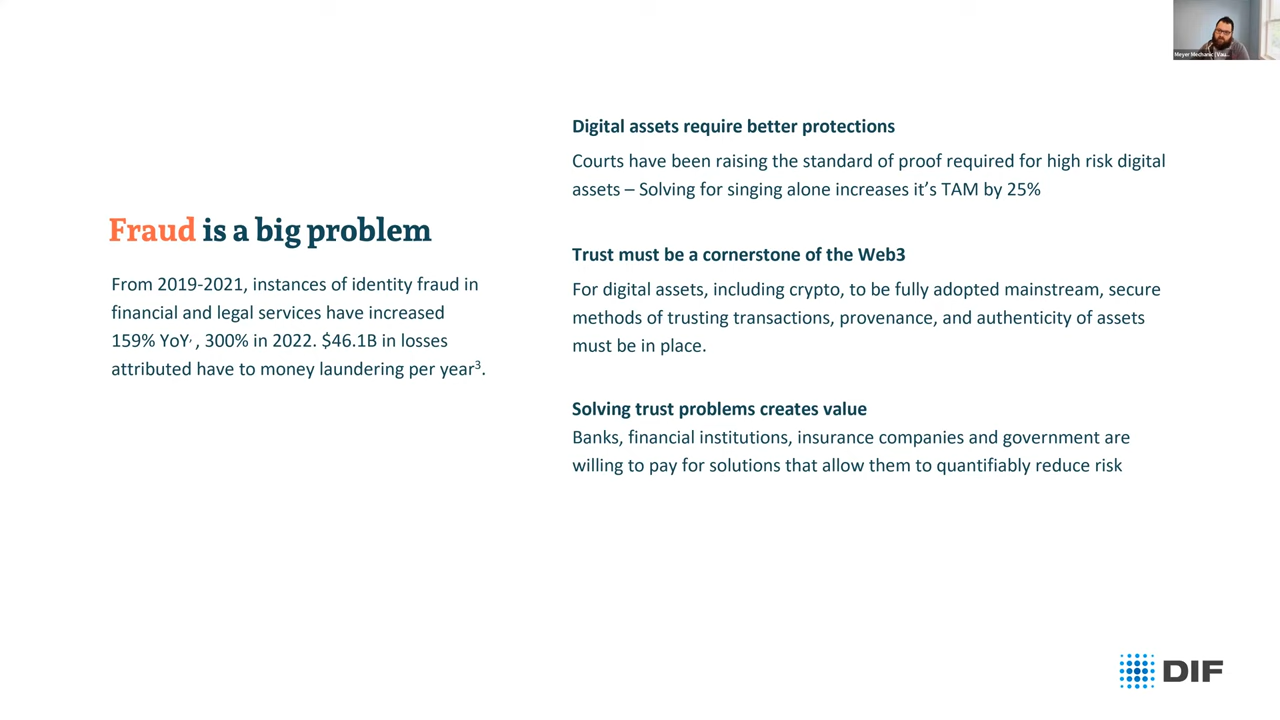 Meyer Mechanic (Vau...
Fraud is a big problem
From 2019-2021, instances of identity fraud in
financial and legal services have increased
159% YoY, , 300% in 2022. $46.1B in losses
attributed have to money laundering per year³.
Digital assets require better protections
Courts have been raising the standard of proof required for high risk digital
assets – Solving for singing alone increases it’s TAM by 25%
Trust must be a cornerstone of the Web3
For digital assets, including crypto, to be fully adopted mainstream, secure
methods of trusting transactions, provenance, and authenticity of assets
must be in place.
Solving trust problems creates value
Banks, financial institutions, insurance companies and government are
willing to pay for solutions that allow them to quantifiably reduce risk
DIF